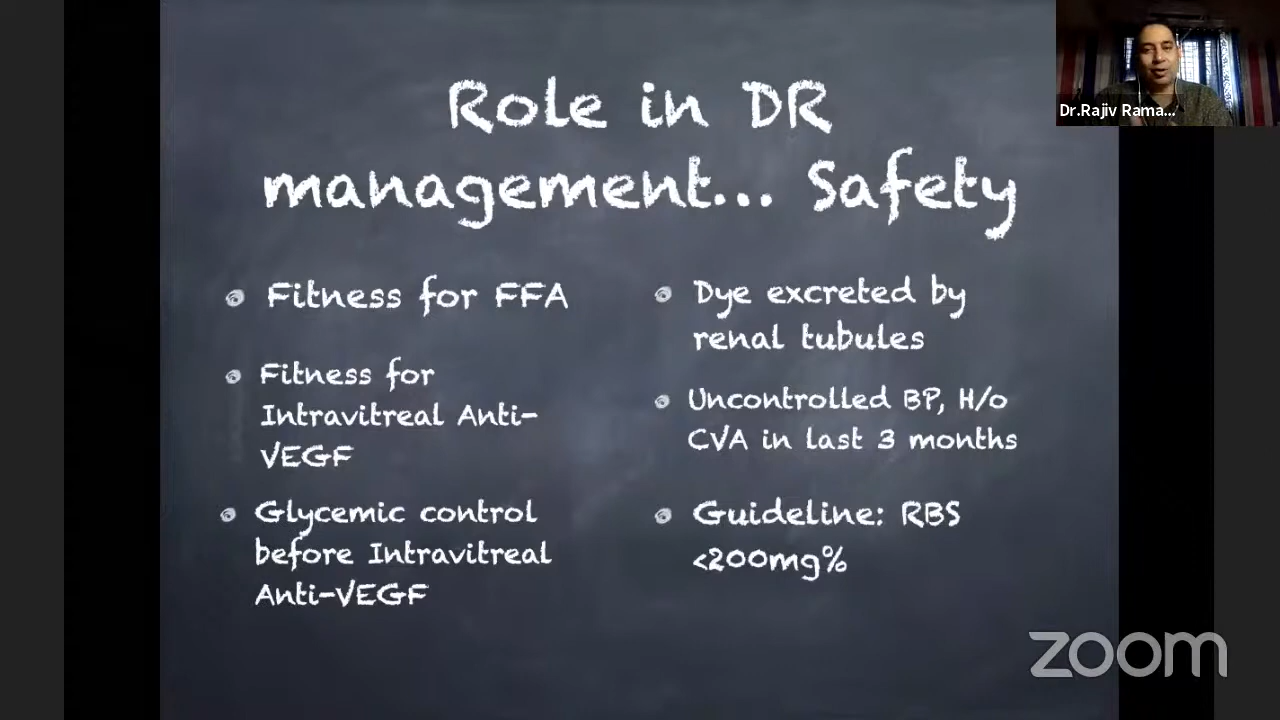 Role in DR
management... Safety
Fitness for FFA
Fitness for
Intravitreal Anti-
VEGF
Glycemic control
before Intravitreal
Anti-VEGF
Dye excreted by
renal tubules
Uncontrolled BP, H/o
CVA in last 3 months
Guideline: RBS
<200mg%
Dr.Rajiv Rama...
zoom